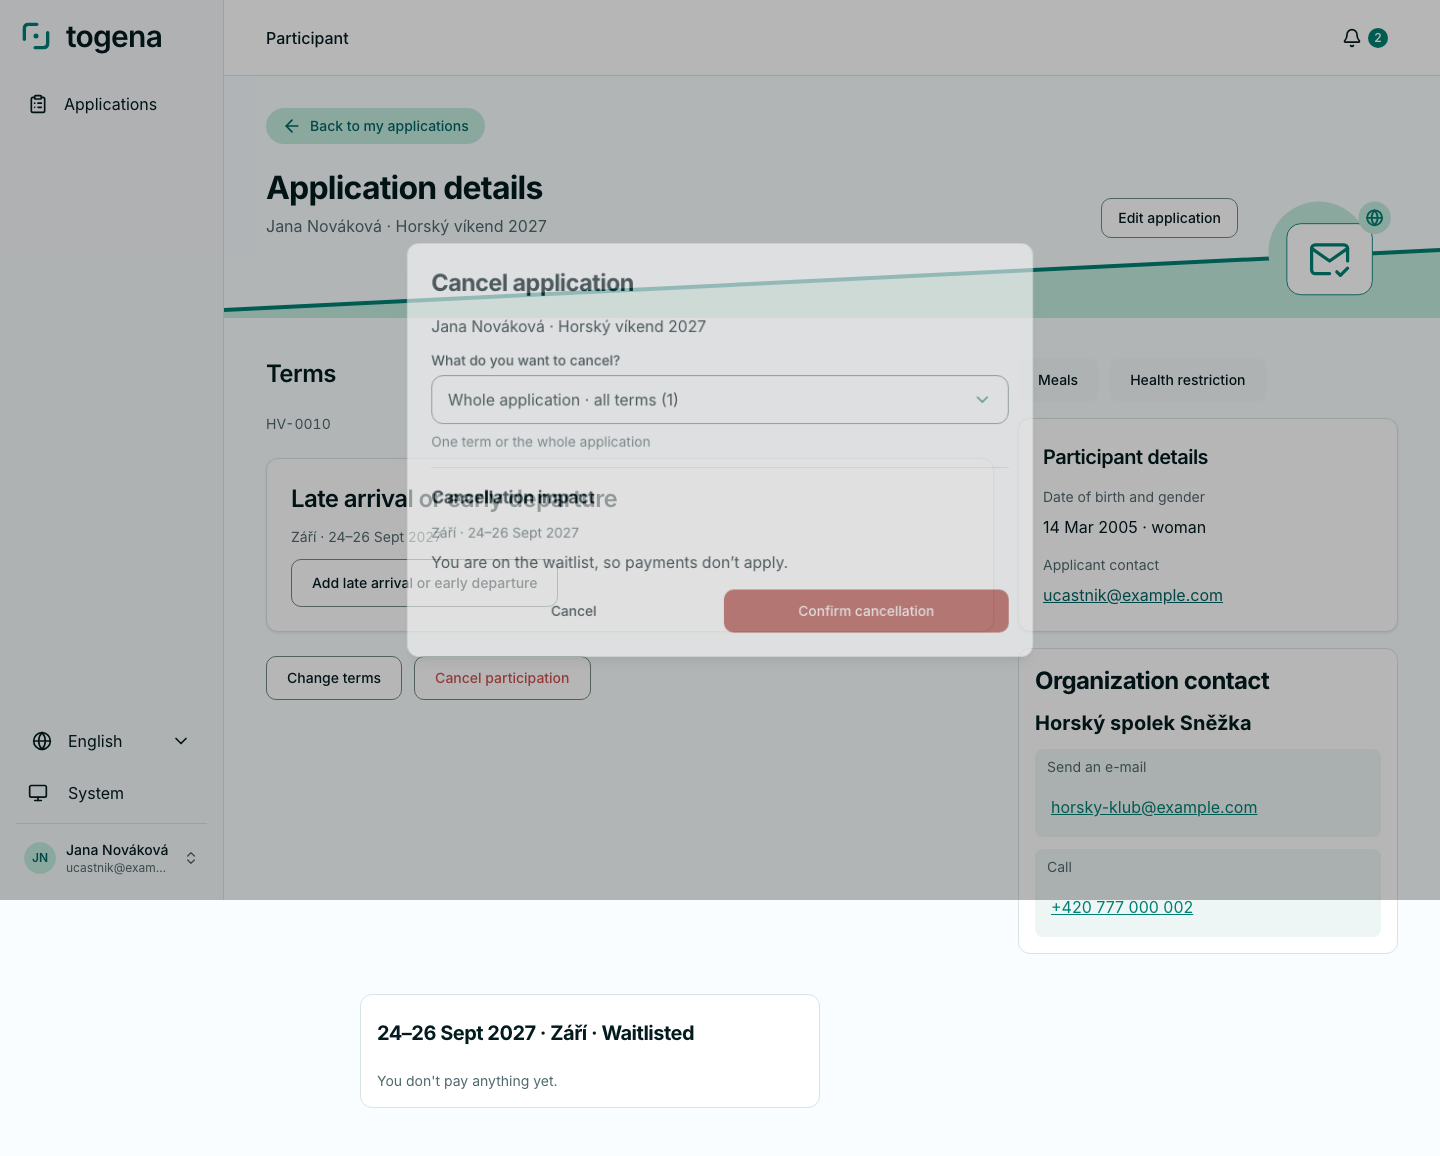 togena
Participant
2
Applications
Back to my applications
Application details
Jana Nováková · Horský víkend 2027
Edit application
Cancel application
Jana Nováková · Horský víkend 2027
What do you want to cancel?
Whole application · all terms (1)
One term or the whole application
Cancellation impact
Září · 24–26 Sept 2027
You are on the waitlist, so payments don’t apply.
Cancel
Confirm cancellation
Terms
HV-0010
Late arrival or early departure
Září · 24–26 Sept 2027
Add late arrival or early departure
Change terms
Cancel participation
Meals
Health restriction
Participant details
Date of birth and gender
14 Mar 2005 · woman
Applicant contact
ucastnik@example.com
Organization contact
Horský spolek Sněžka
Send an e-mail
horsky-klub@example.com
Call
+420 777 000 002
English
System
JN
Jana Nováková
ucastnik@exam...
24–26 Sept 2027 · Září · Waitlisted
You don't pay anything yet.